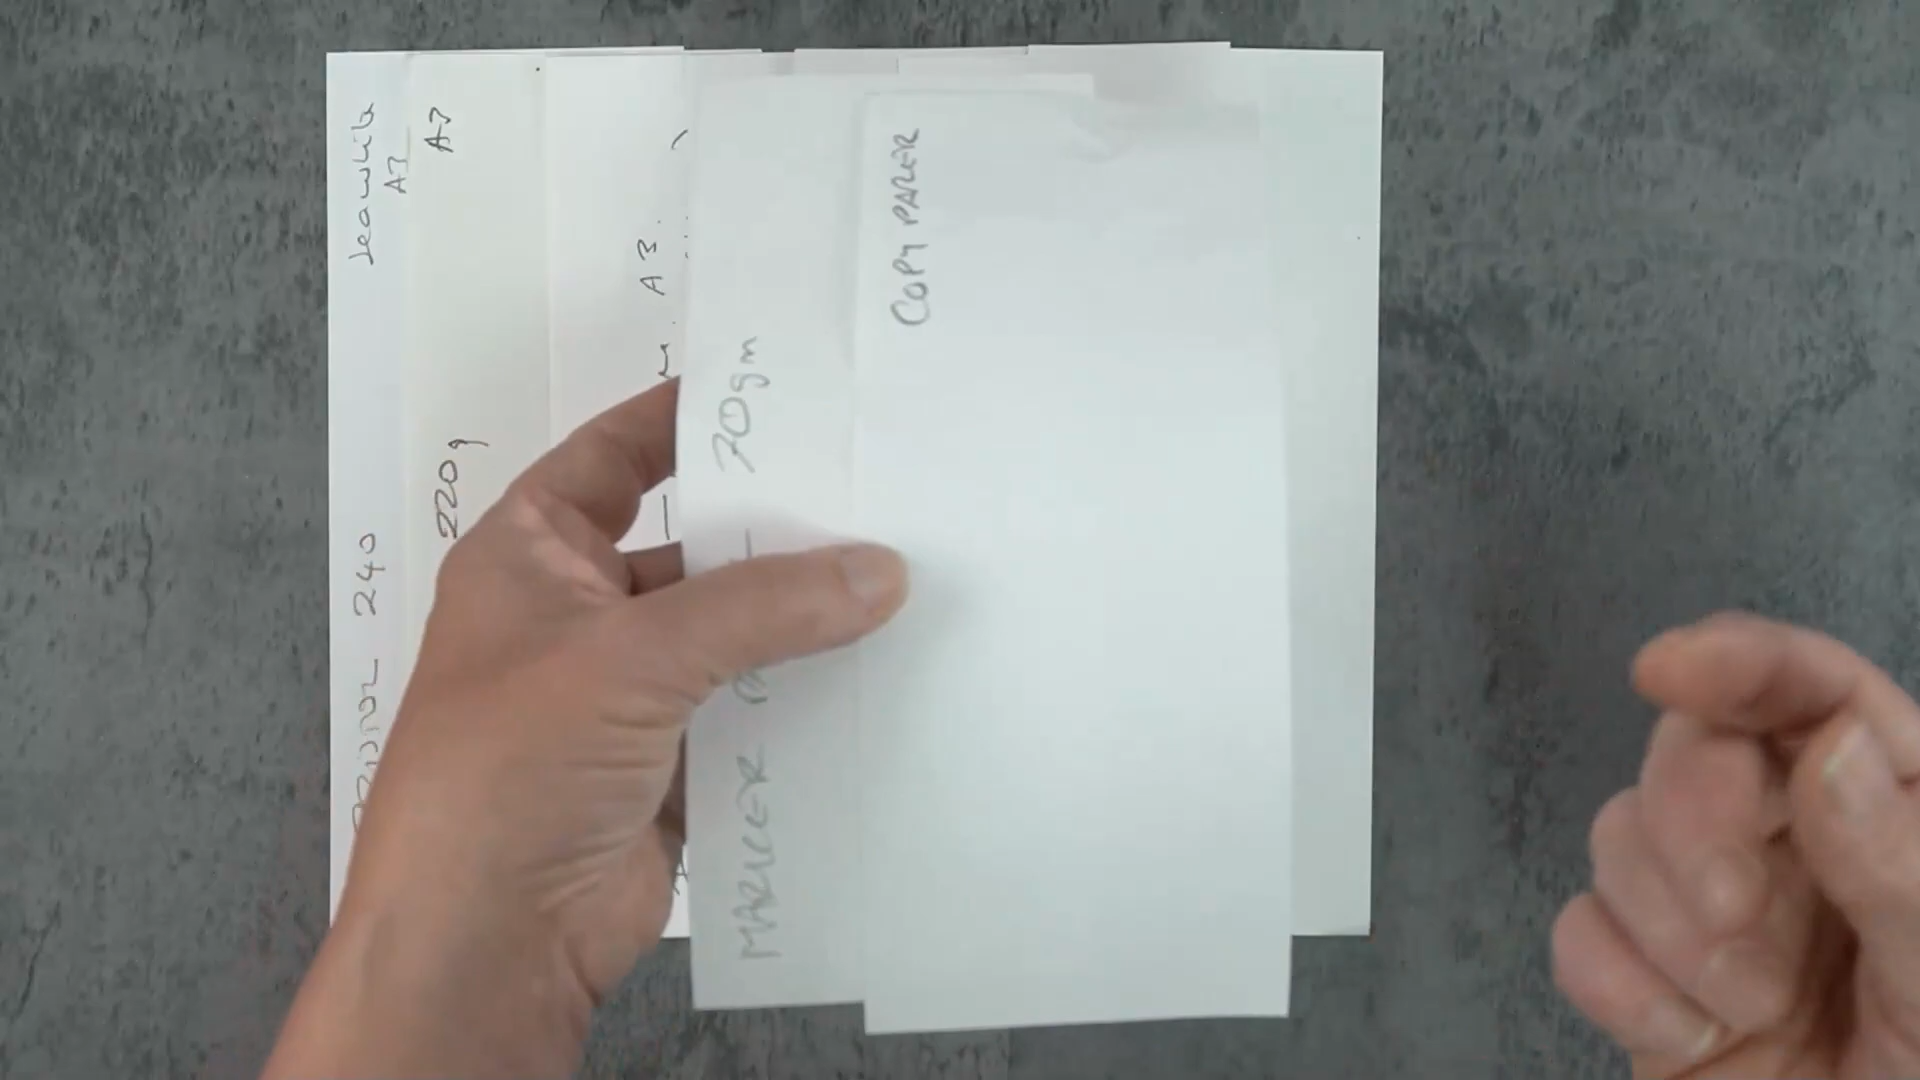 Seawhite
A3
240
A3
220g
A3.
MARKER 70gm
COPY PAPER